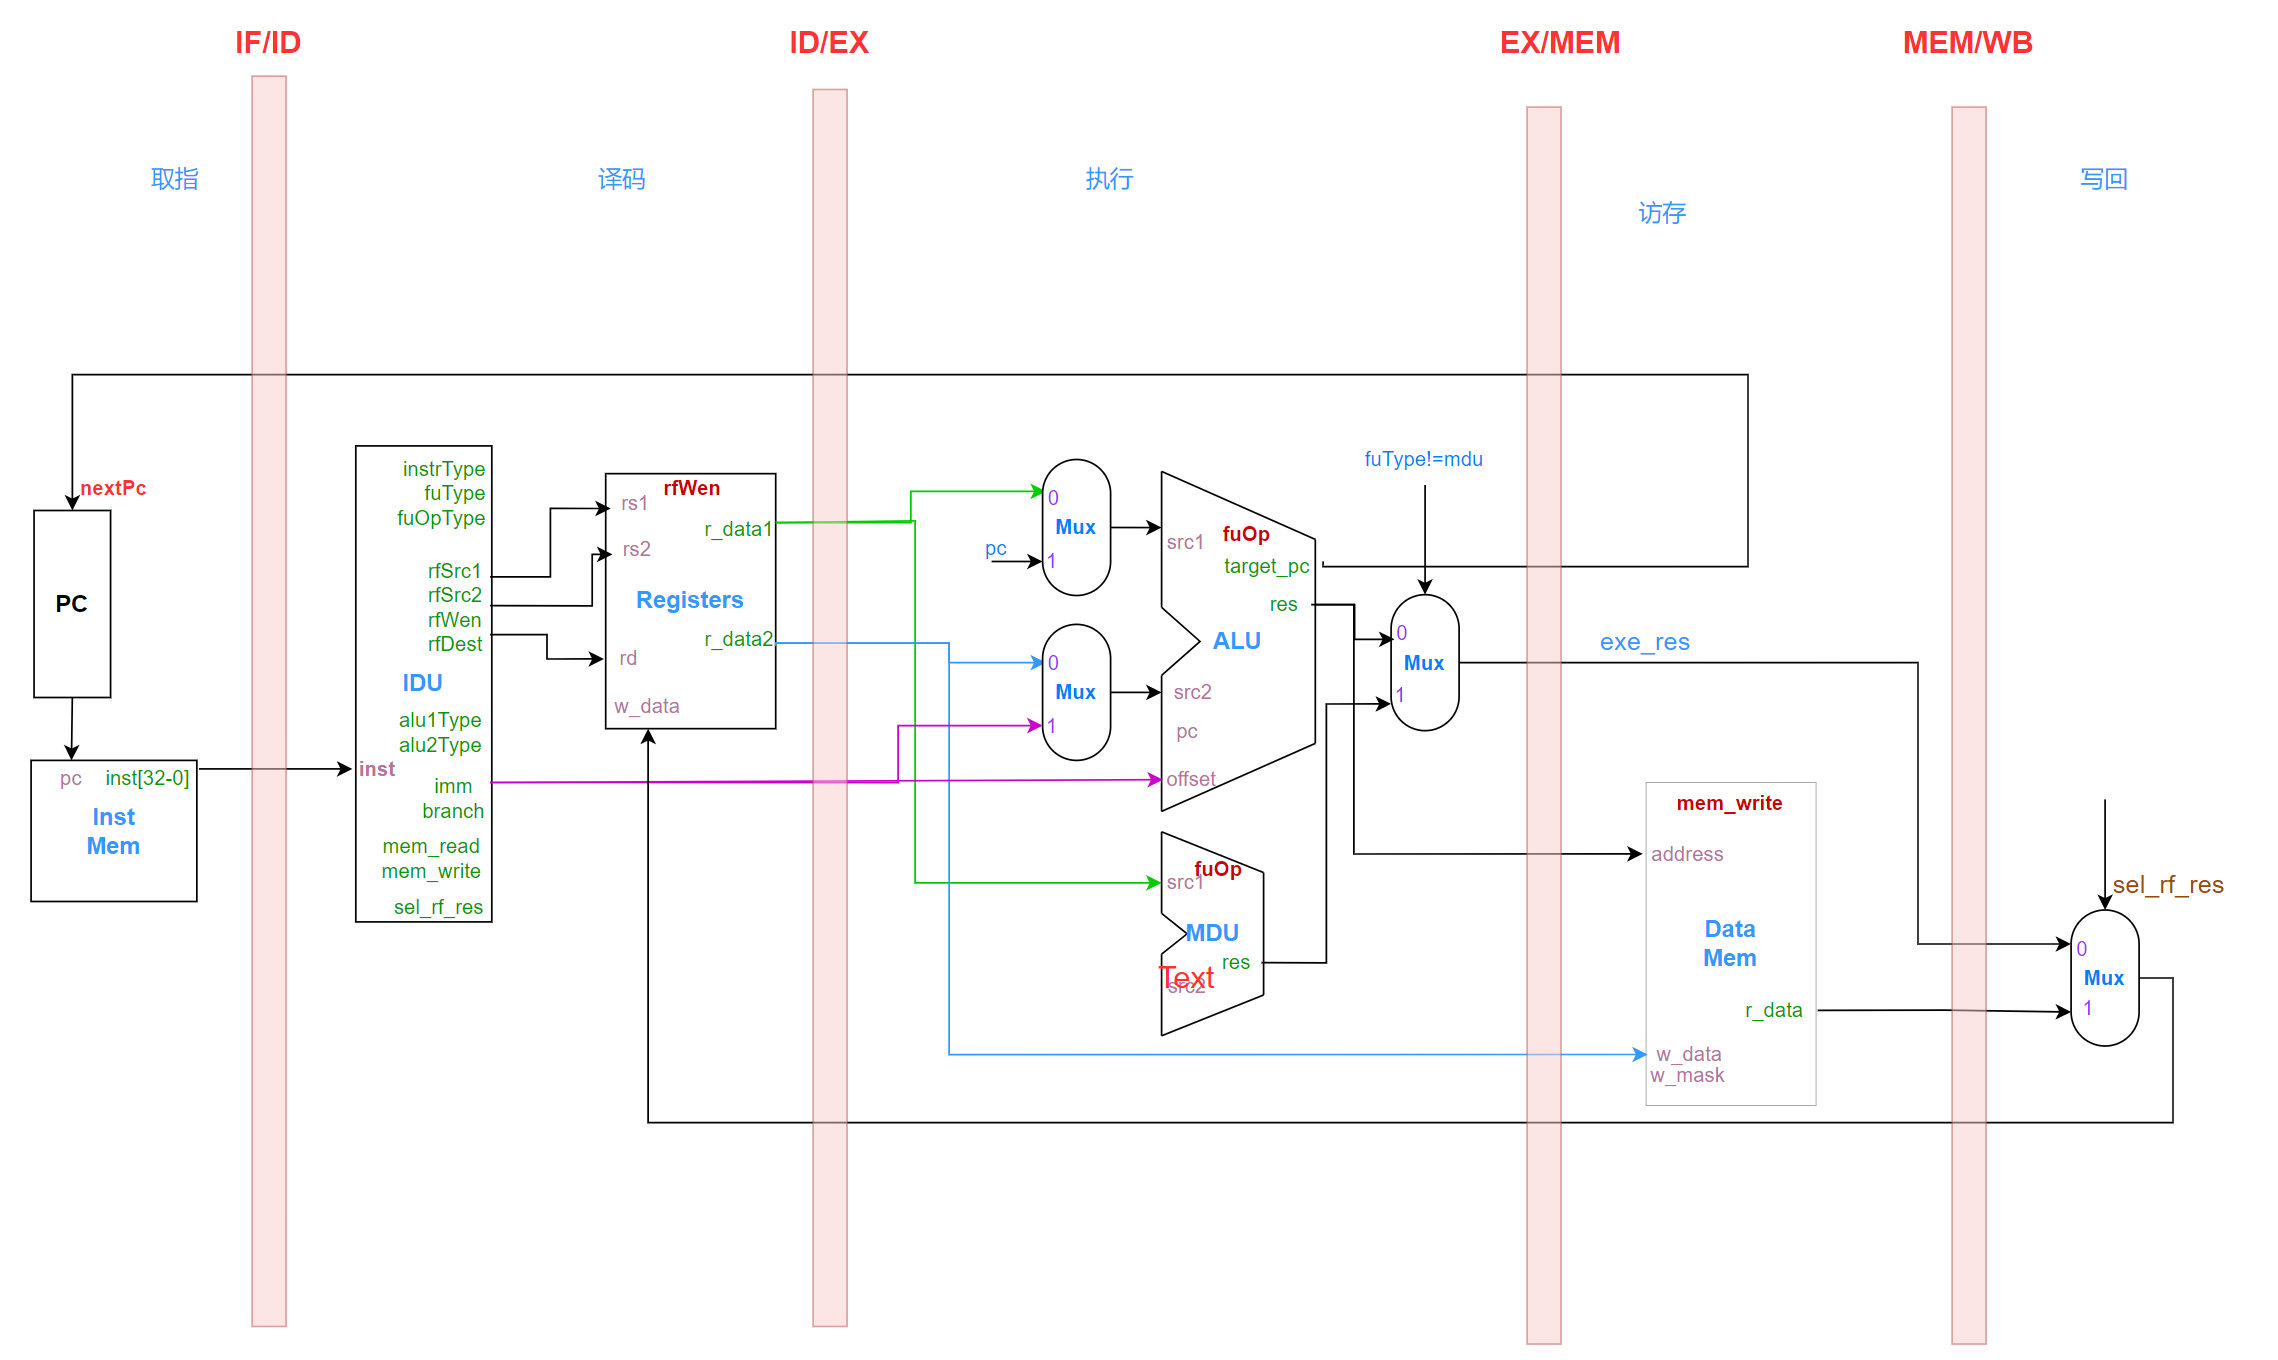 IF/ID
ID/EX
EX/MEM
MEM/WB
取指
译码
执行
访存
写回
nextPc
PC
pc
inst[32-0]
Inst
Mem
instrType
fuType
fuOpType
rfSrc1
rfSrc2
rfWen
rfDest
IDU
alu1Type
alu2Type
inst
imm
branch
mem_read
mem_write
sel_rf_res
rfWen
rs1
r_data1
rs2
Registers
r_data2
rd
w_data
0
Mux
pc
1
0
Mux
1
src1
fuOp
target_pc
res
ALU
src2
pc
offset
fuOp
src1
MDU
res
Text
src2
fuType!=mdu
0
Mux
1
exe_res
mem_write
address
Data
Mem
r_data
w_data
w_mask
sel_rf_res
0
Mux
1